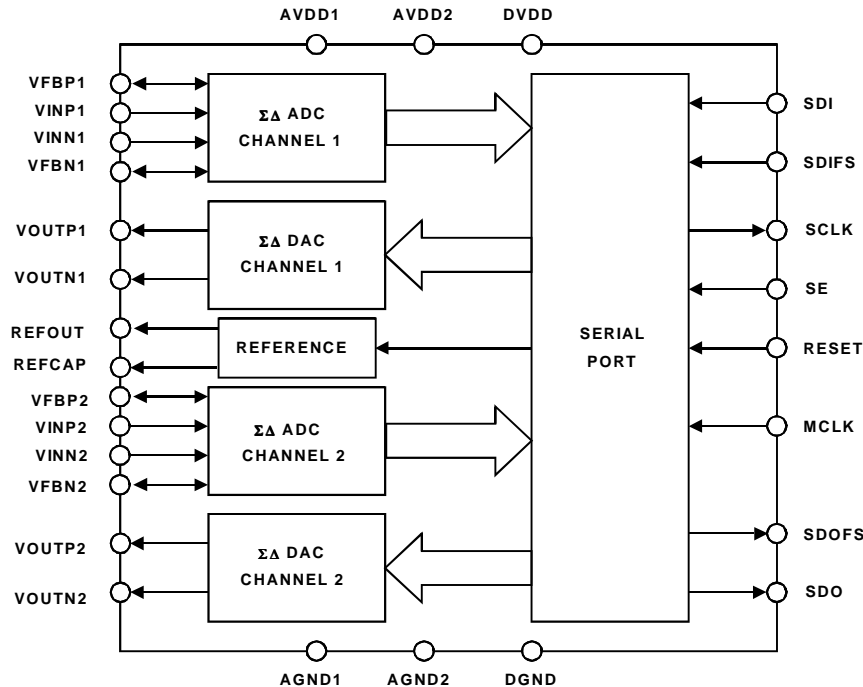 AVDD1 AVDD2 DVDD
VFBP1
VINP1
VINN1
VFBN1
ΣΔ ADC
CHANNEL 1
VOUTP1
VOUTN1
ΣΔ DAC
CHANNEL 1
REFOUT
REFCAP
REFERENCE
VFBP2
VINP2
VINN2
VFBN2
ΣΔ ADC
CHANNEL 2
VOUTP2
VOUTN2
ΣΔ DAC
CHANNEL 2
SERIAL
PORT
SDI
SDIFS
SCLK
SE
RESET
MCLK
SDOFS
SDO
AGND1 AGND2 DGND